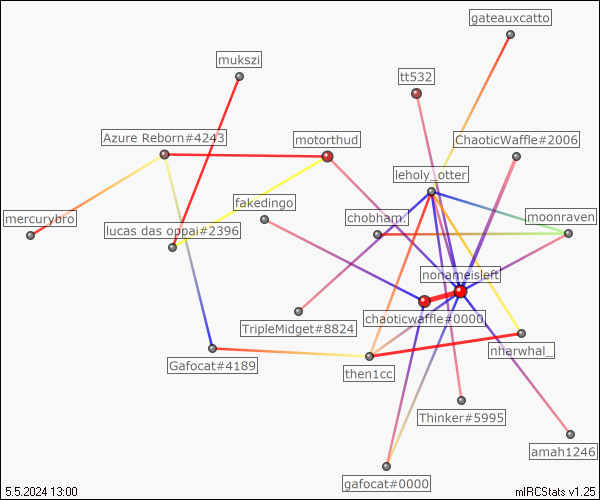 gateauxcatto
mukszi
tt532
Azure Reborn#4243
motorthud
ChaoticWaffle#2006
leholy_otter
fakedingo
mercurybro
chobham.
moonraven
lucas das oppai#2396
nonameisleft
chaoticwaffle#0000
TripleMidget#8824
nharwhal_
Gafocat#4189
then1cc
Thinker#5995
amah1246
gafocat#0000
5.5.2024 13:00
mIRCStats v1.25